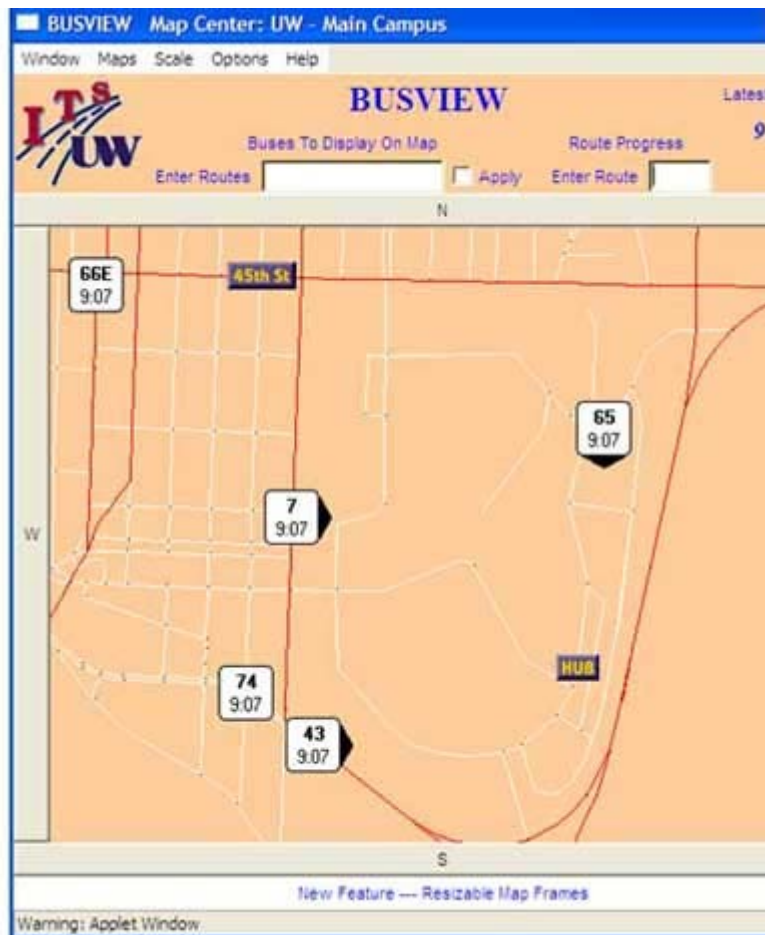 BUSVIEW Map Center: UW - Main Campus
Window Maps Scale Options Help
ITS UW
BUSVIEW
Buses To Display On Map
Route Progress
Enter Routes
Apply
Enter Route
N
66E
9:07
45th St
65
9:07
7
9:07
W
HUB
74
9:07
43
9:07
S
New Feature --- Resizable Map Frames
Warning: Applet Window